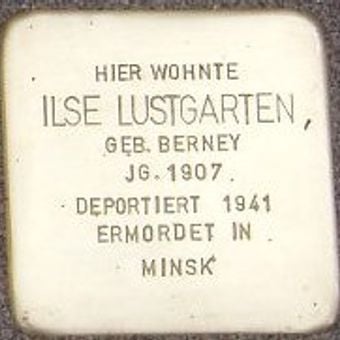 HIER WOHNTE
ILSE LUSTGARTEN,
GEB. BERNEY
JG. 1907
DEPORTIERT 1941
ERMORDET IN
MINSK